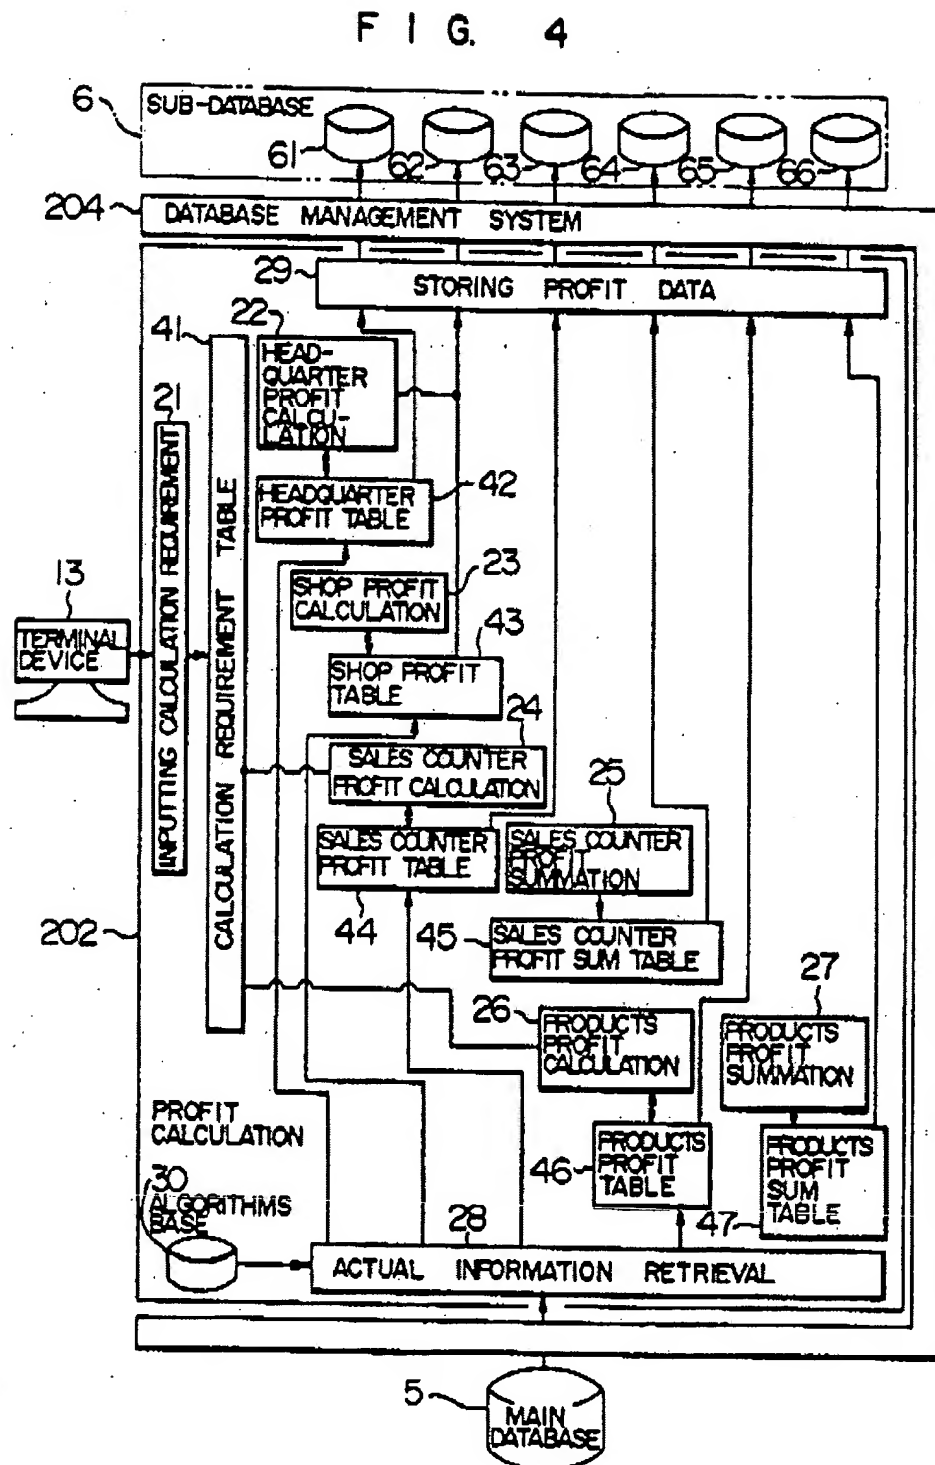 FIG. 4
6
SUB-DATABASE
61
62
63
64
65
66
204
DATABASE MANAGEMENT SYSTEM
29
STORING PROFIT DATA
22
41
HEAD-
QUARTER
PROFIT
CALCU-
LATION
21
42
HEADQUARTER
PROFIT TABLE
INPUTTING CALCULATION REQUIREMENT
CALCULATION REQUIREMENT TABLE
23
SHOP PROFIT
CALCULATION
13
TERMINAL
DEVICE
43
SHOP PROFIT
TABLE
24
SALES COUNTER
PROFIT CALCULATION
25
SALES COUNTER
PROFIT TABLE
SALES COUNTER
PROFIT
SUMMATION
44
202
45
SALES COUNTER
PROFIT SUM TABLE
27
26
PRODUCTS
PROFIT
CALCULATION
PRODUCTS
PROFIT
SUMMATION
PROFIT
CALCULATION
46
PRODUCTS
PROFIT
TABLE
PRODUCTS
PROFIT
SUM
TABLE
47
30
ALGORITHMS
BASE
28
ACTUAL INFORMATION RETRIEVAL
5
MAIN
DATABASE